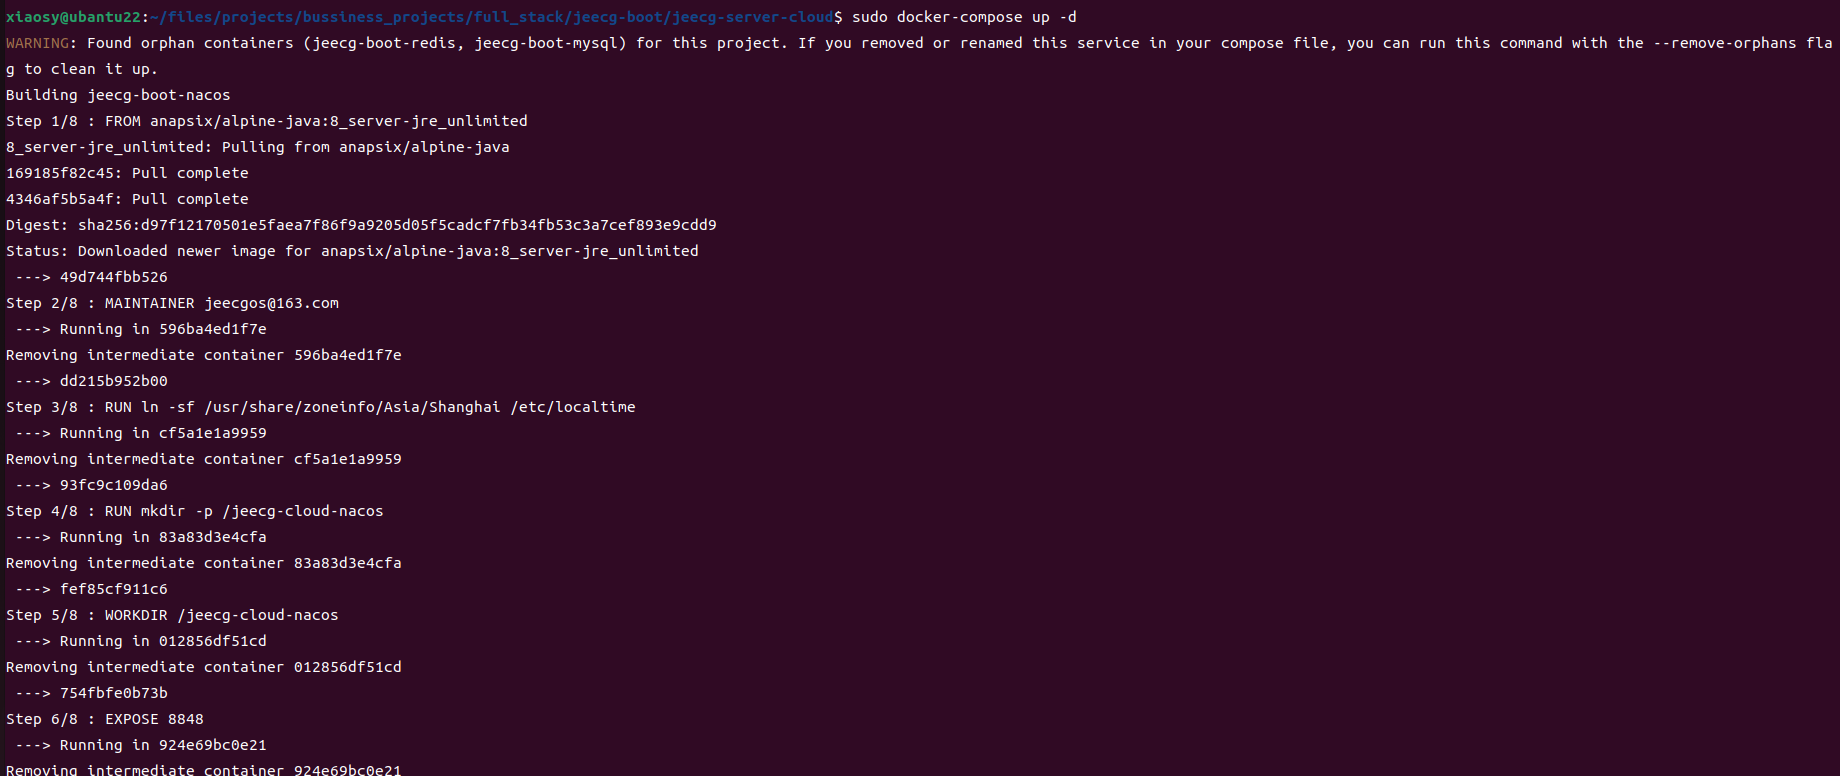 xiaosy@ubantu22:~/files/projects/bussiness_projects/full_stack/jeecg-boot/jeecg-server-cloud$ sudo docker-compose up -d
WARNING: Found orphan containers (jeecg-boot-redis, jeecg-boot-mysql) for this project. If you removed or renamed this service in your compose file, you can run this command with the --remove-orphans fla
g to clean it up.
Building jeecg-boot-nacos
Step 1/8 : FROM anapsix/alpine-java:8_server-jre_unlimited
8_server-jre_unlimited: Pulling from anapsix/alpine-java
169185f82c45: Pull complete
4346af5b5a4f: Pull complete
Digest: sha256:d97f12170501e5faea7f86f9a9205d05f5cadcf7fb34fb53c3a7cef893e9cdd9
Status: Downloaded newer image for anapsix/alpine-java:8_server-jre_unlimited
 ---> 49d744fbb526
Step 2/8 : MAINTAINER jeecgos@163.com
 ---> Running in 596ba4ed1f7e
Removing intermediate container 596ba4ed1f7e
 ---> dd215b952b00
Step 3/8 : RUN ln -sf /usr/share/zoneinfo/Asia/Shanghai /etc/localtime
 ---> Running in cf5a1e1a9959
Removing intermediate container cf5a1e1a9959
 ---> 93fc9c109da6
Step 4/8 : RUN mkdir -p /jeecg-cloud-nacos
 ---> Running in 83a83d3e4cfa
Removing intermediate container 83a83d3e4cfa
 ---> fef85cf911c6
Step 5/8 : WORKDIR /jeecg-cloud-nacos
 ---> Running in 012856df51cd
Removing intermediate container 012856df51cd
 ---> 754fbfe0b73b
Step 6/8 : EXPOSE 8848
 ---> Running in 924e69bc0e21
Removing intermediate container 924e69bc0e21